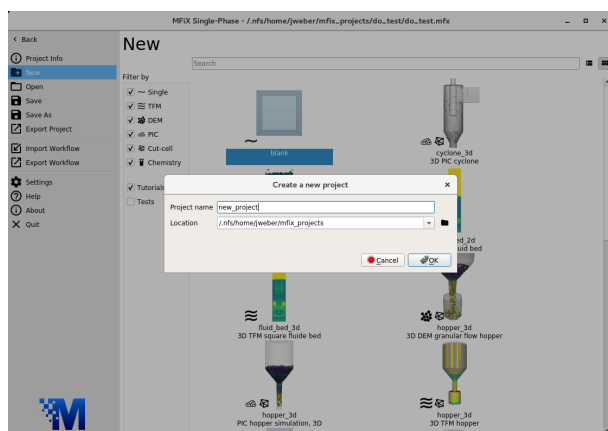 MFiX Single-Phase - /.nfs/home/jweber/mfix_projects/do_test/do_test.mfx
Back
Project Info
New
Open
Save
Save As
Export Project
Import Workflow
Export Workflow
Settings
Help
About
Quit
New
Search
Filter by
Single
TFM
DEM
PIC
Cut-cell
Chemistry
Tutorials
Tests
blank
cyclone_3d
3D PIC cyclone
Create a new project
Project name new_project
Location /.nfs/home/jweber/mfix_projects
Cancel
OK
fluid_bed_3d
3D TFM square fluide bed
hopper_3d
3D DEM granular flow hopper
hopper_3d
PIC hopper simulation, 3D
hopper_3d
3D TFM hopper
M